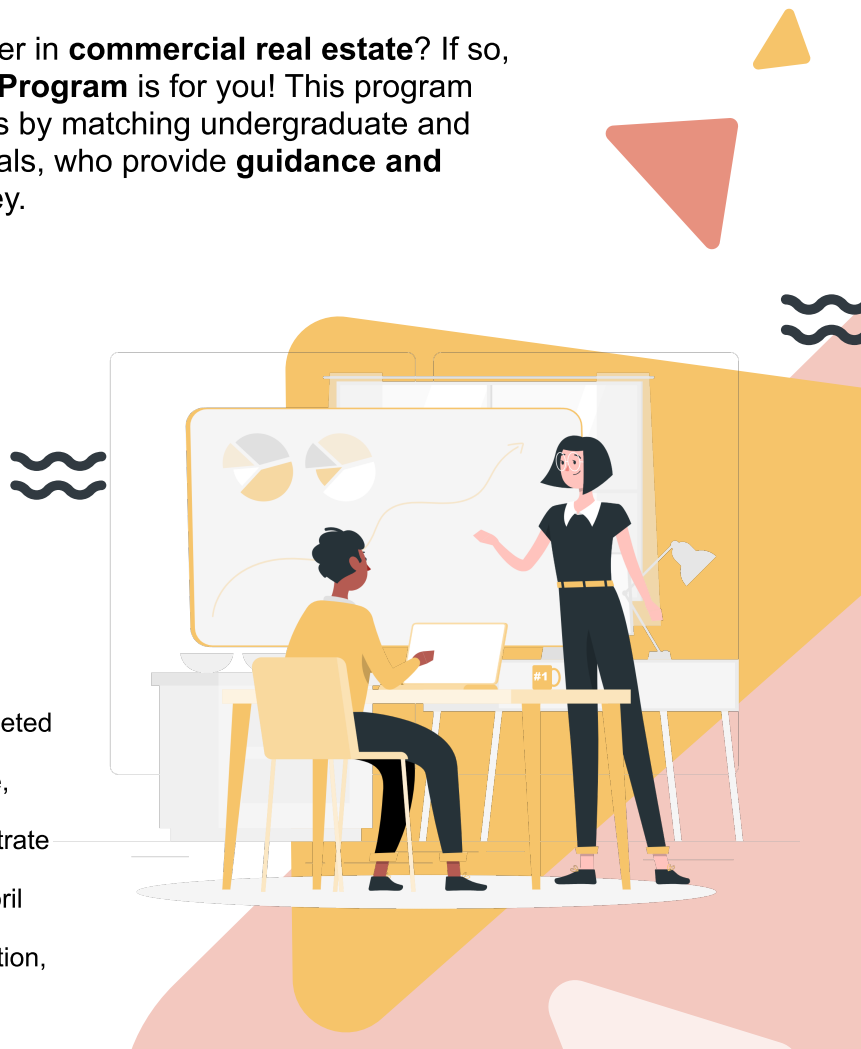 er in commercial real estate? If so,
Program is for you! This program
s by matching undergraduate and
als, who provide guidance and
ey.
#1
eted
,
trate
ril
tion,